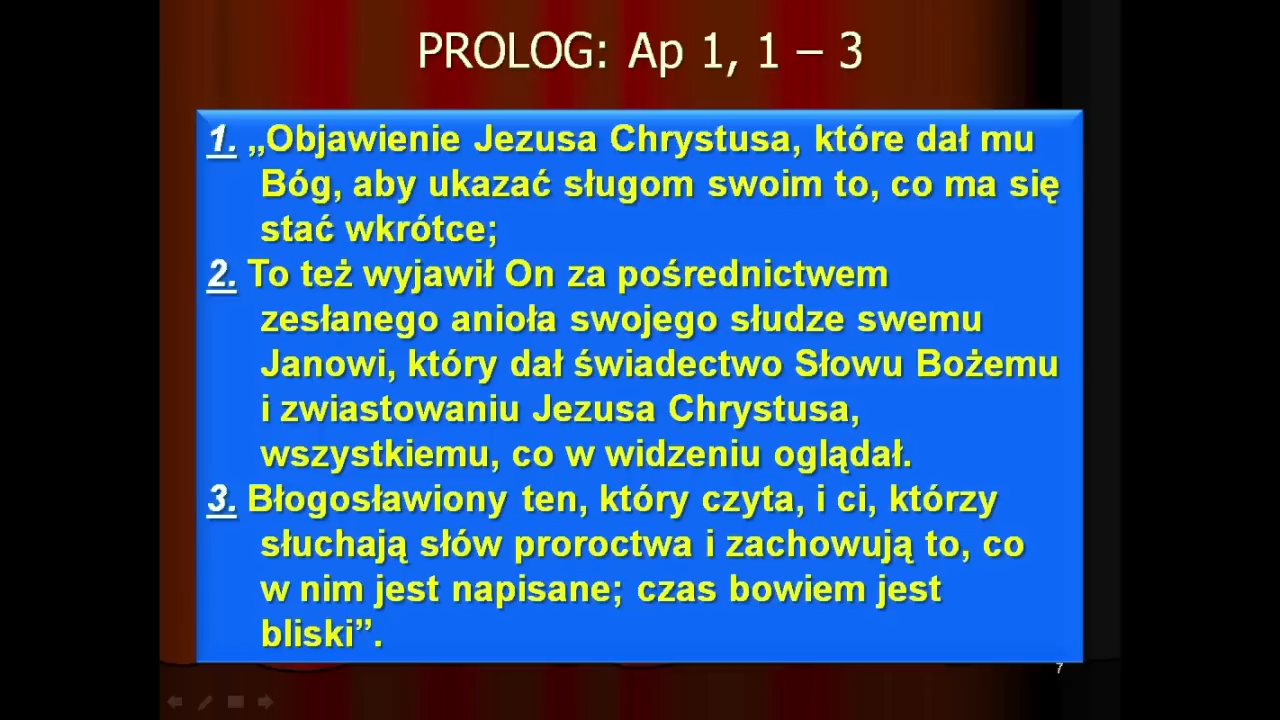 PROLOG: Ap 1, 1 – 3
1. „Objawienie Jezusa Chrystusa, które dał mu
Bóg, aby ukazać sługom swoim to, co ma się
stać wkrótce;
2. To też wyjawił On za pośrednictwem
zesłanego anioła swojego słudze swemu
Janowi, który dał świadectwo Słowu Bożemu
i zwiastowaniu Jezusa Chrystusa,
wszystkiemu, co w widzeniu oglądał.
3. Błogosławiony ten, który czyta, i ci, którzy
słuchają słów proroctwa i zachowują to, co
w nim jest napisane; czas bowiem jest
bliski”.
7